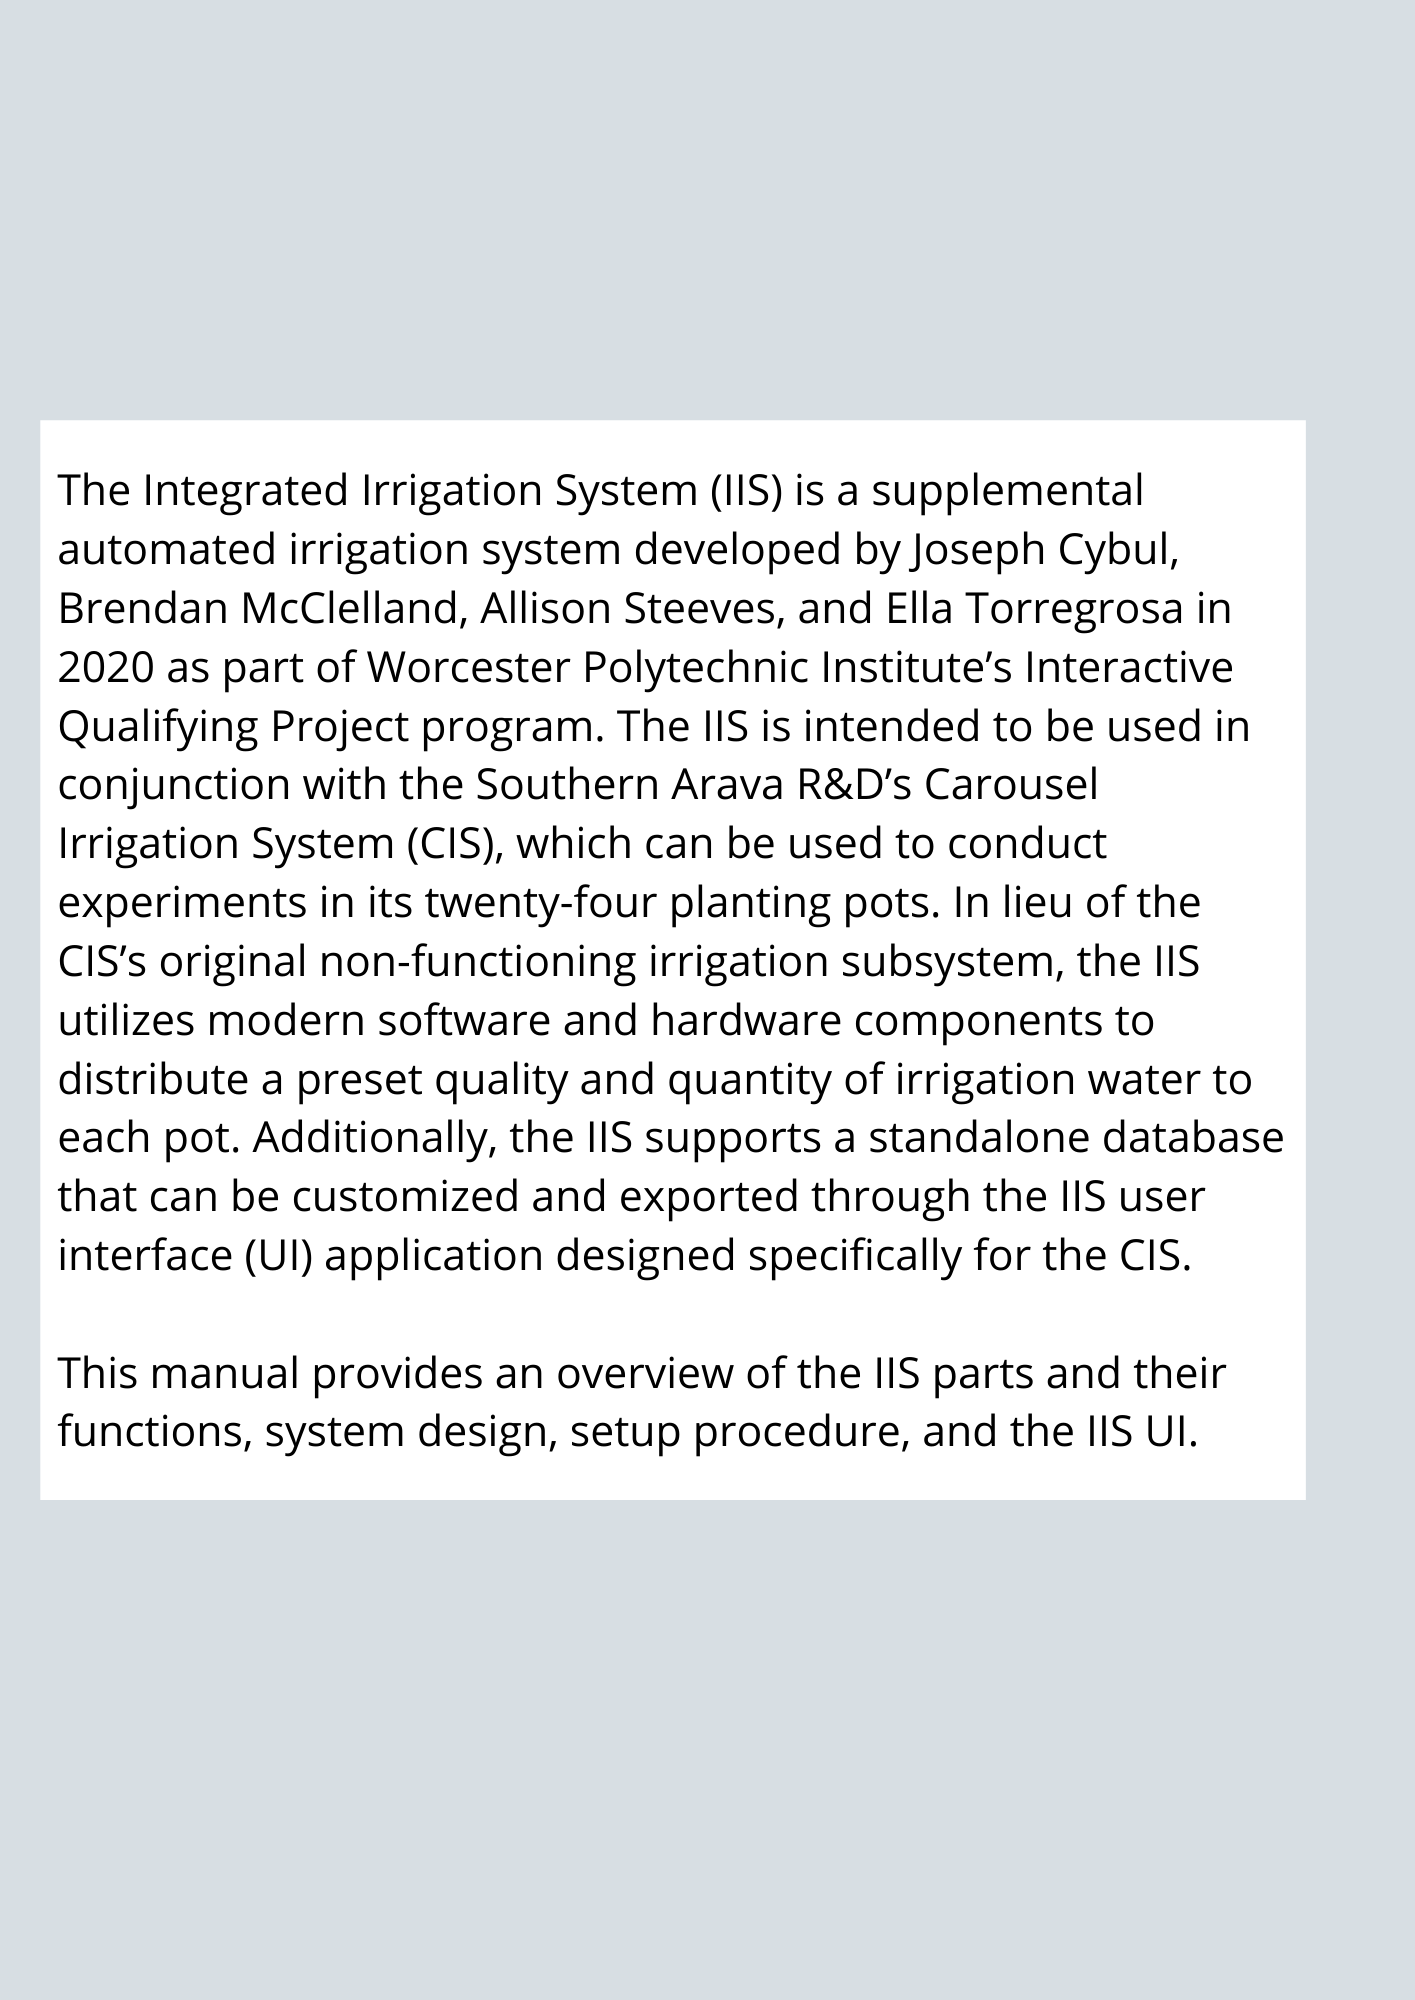 The Integrated Irrigation System (IIS) is a supplemental
automated irrigation system developed by Joseph Cybul,
Brendan McClelland, Allison Steeves, and Ella Torregrosa in
2020 as part of Worcester Polytechnic Institute’s Interactive
Qualifying Project program. The IIS is intended to be used in
conjunction with the Southern Arava R&D’s Carousel
Irrigation System (CIS), which can be used to conduct
experiments in its twenty-four planting pots. In lieu of the
CIS’s original non-functioning irrigation subsystem, the IIS
utilizes modern software and hardware components to
distribute a preset quality and quantity of irrigation water to
each pot. Additionally, the IIS supports a standalone database
that can be customized and exported through the IIS user
interface (UI) application designed specifically for the CIS.
This manual provides an overview of the IIS parts and their
functions, system design, setup procedure, and the IIS UI.